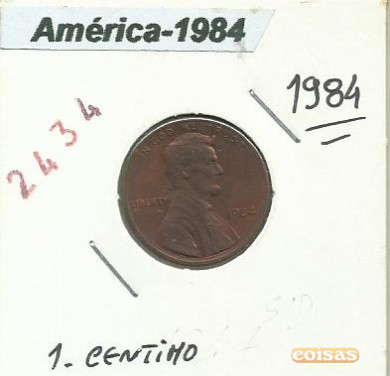 América-1984
1984
2434
IN GOD WE TRUST
LIBERTY
1984
1. CENTIMO
coisas